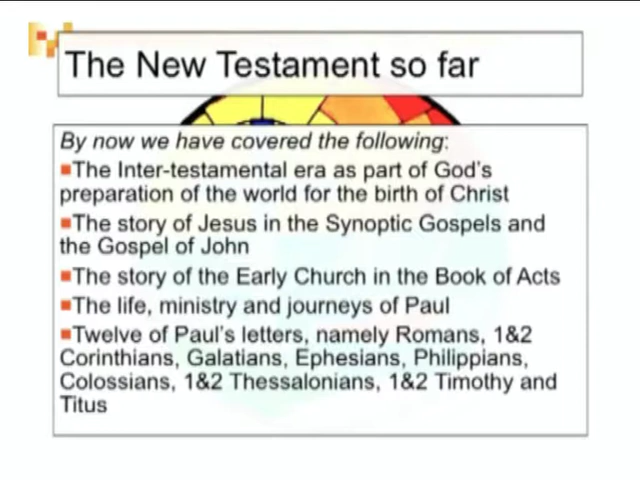 The New Testament so far
By now we have covered the following:
The Inter-testamental era as part of God's
preparation of the world for the birth of Christ
The story of Jesus in the Synoptic Gospels and
the Gospel of John
The story of the Early Church in the Book of Acts
The life, ministry and journeys of Paul
Twelve of Paul's letters, namely Romans, 1&2
Corinthians, Galatians, Ephesians, Philippians,
Colossians, 1&2 Thessalonians, 1&2 Timothy and
Titus